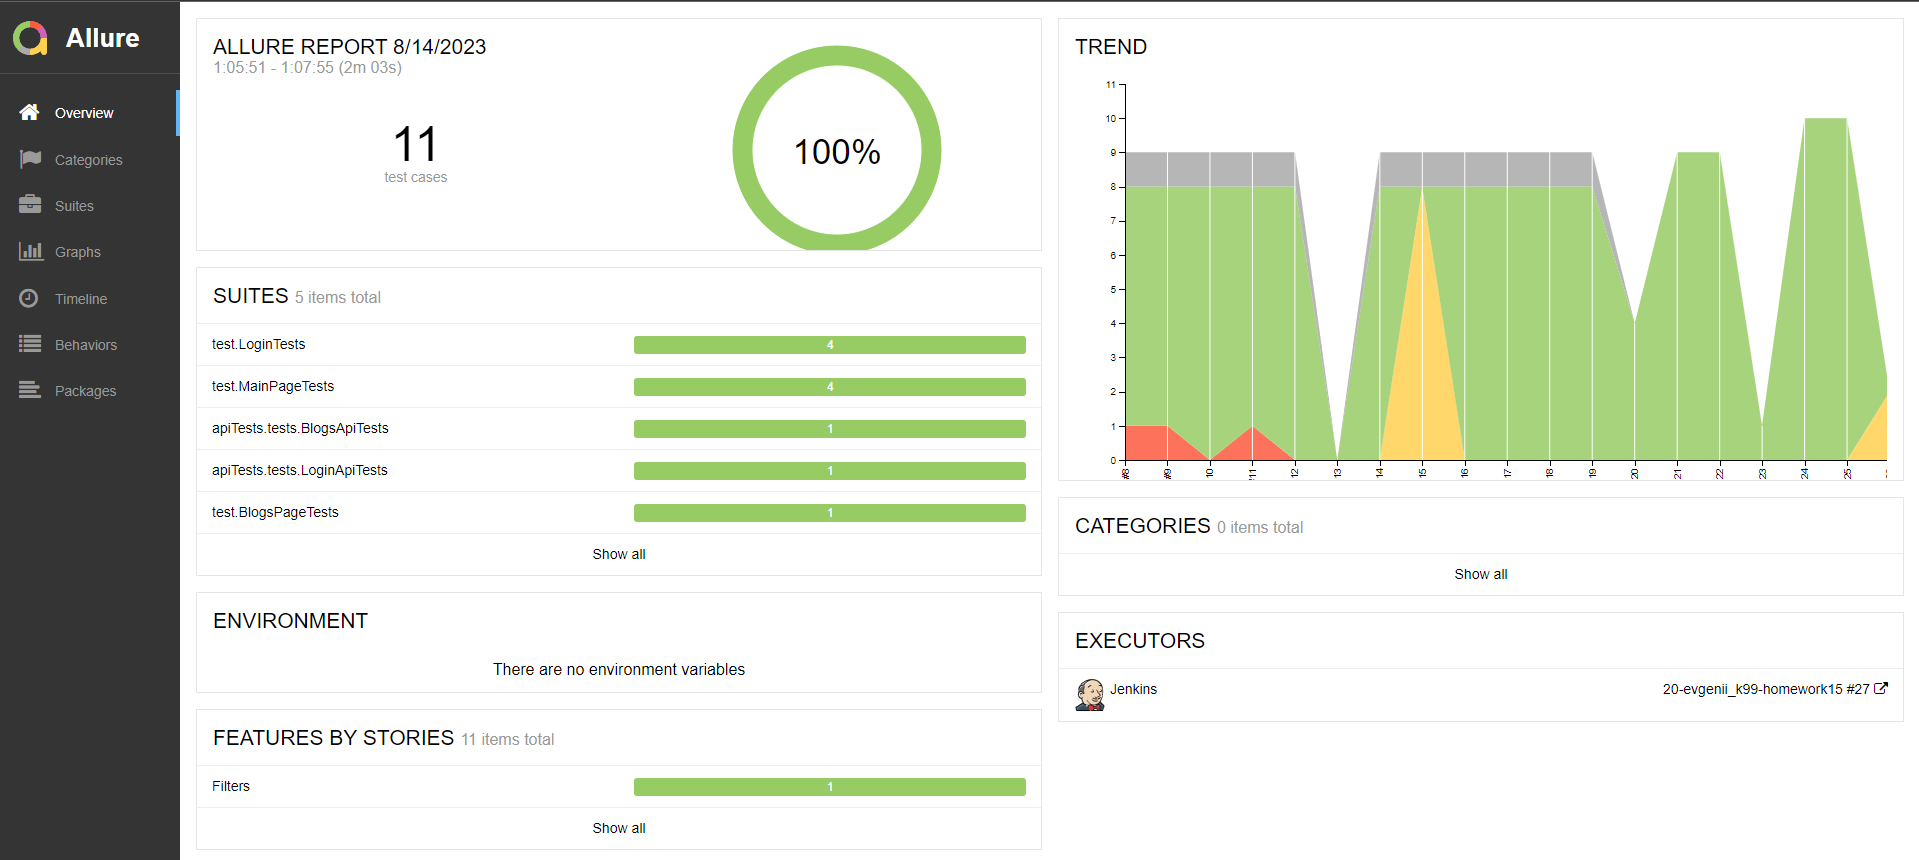 Allure
Overview
Categories
Suites
Graphs
Timeline
Behaviors
Packages
ALLURE REPORT 8/14/2023
1:05:51 - 1:07:55 (2m 03s)
11
test cases
100%
SUITES 5 items total
test.LoginTests 4
test.MainPageTests 4
apiTests.tests.BlogsApiTests 1
apiTests.tests.LoginApiTests 1
test.BlogsPageTests 1
Show all
ENVIRONMENT
There are no environment variables
FEATURES BY STORIES 11 items total
Filters 1
Show all
TREND
11
10
9
8
7
6
5
4
3
2
1
0
#8 #9 10 11 12 13 14 15 16 17 18 19 20 21 22 23 24 25
CATEGORIES 0 items total
Show all
EXECUTORS
Jenkins 20-evgenii_k99-homework15 #27